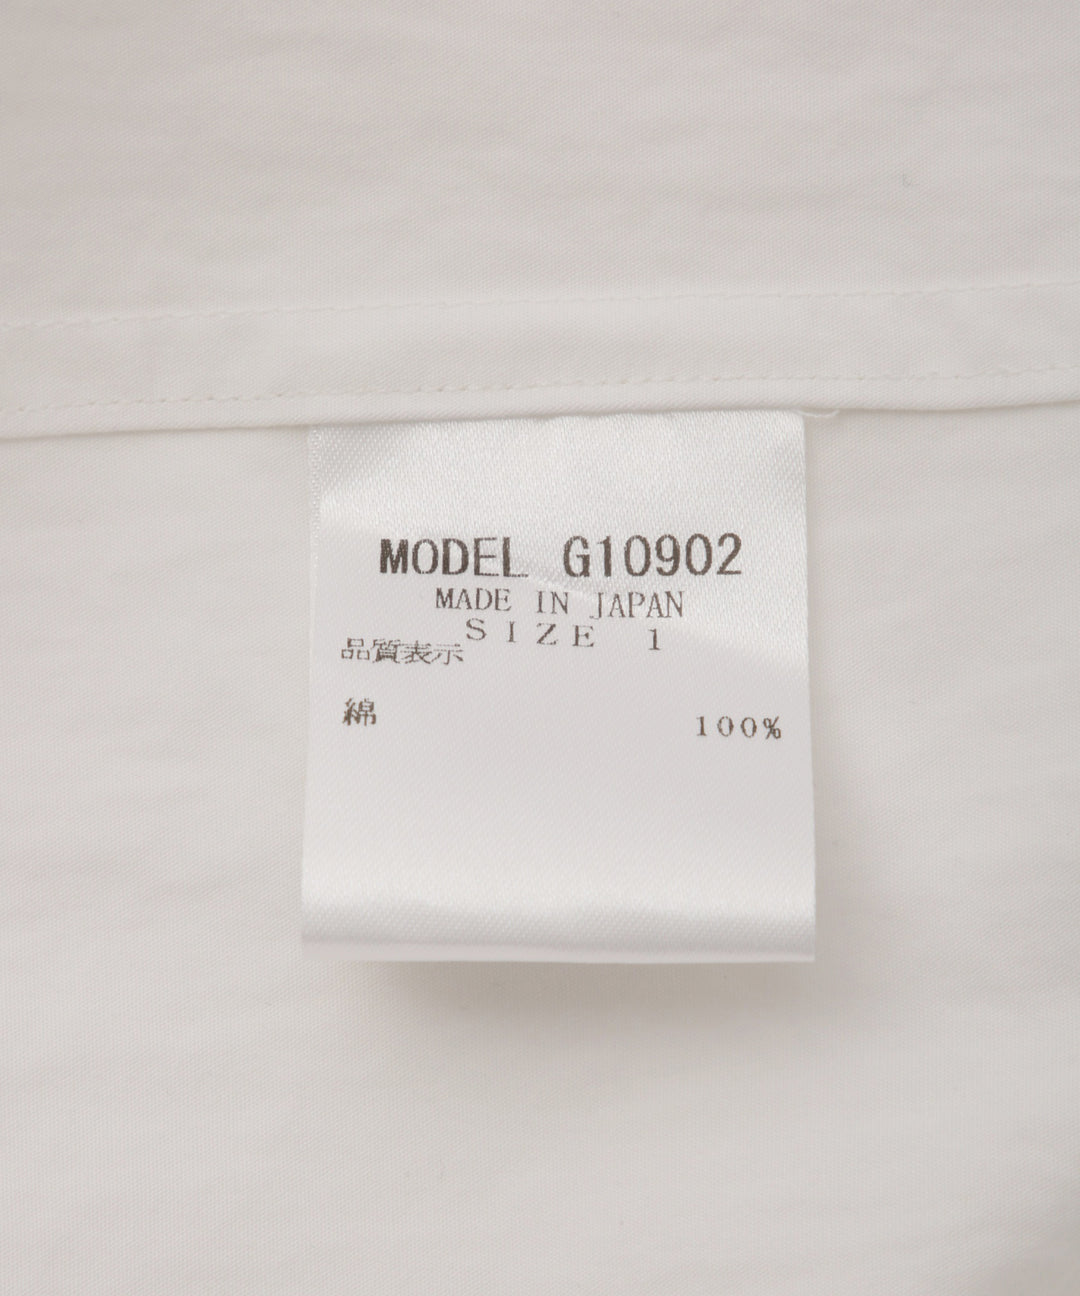 MODEL G10902
MADE IN JAPAN
SIZE 1
品質表示
綿 100%